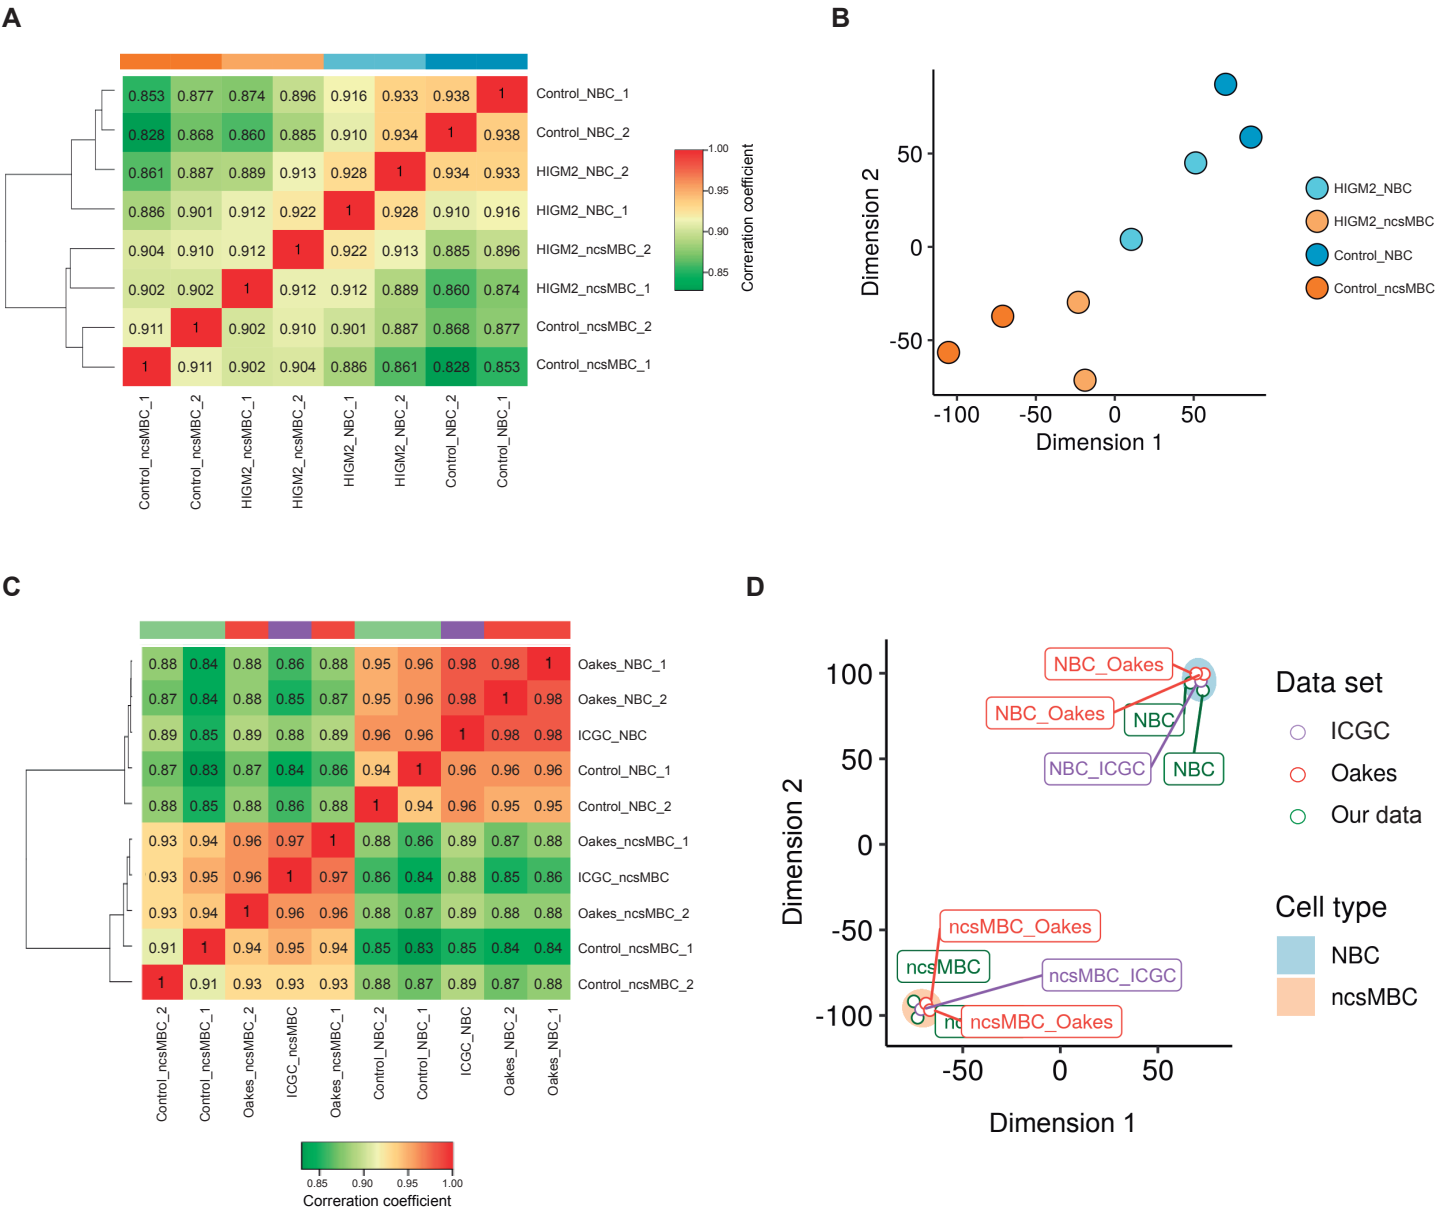 A
0.853 0.877 0.874 0.896 0.916 0.933 0.938 1 Control_NBC_1
0.828 0.868 0.860 0.885 0.910 0.934 1 0.938 Control_NBC_2
0.861 0.887 0.889 0.913 0.928 1 0.934 0.933 HIGM2_NBC_2
0.886 0.901 0.912 0.922 1 0.928 0.910 0.916 HIGM2_NBC_1
0.904 0.910 0.912 1 0.922 0.913 0.885 0.896 HIGM2_ncsMBC_2
0.902 0.902 1 0.912 0.912 0.889 0.860 0.874 HIGM2_ncsMBC_1
0.911 1 0.902 0.910 0.901 0.887 0.868 0.877 Control_ncsMBC_2
1 0.911 0.902 0.904 0.886 0.861 0.828 0.853 Control_ncsMBC_1
Control_ncsMBC_1
Control_ncsMBC_2
HIGM2_ncsMBC_1
HIGM2_ncsMBC_2
HIGM2_NBC_1
HIGM2_NBC_2
Control_NBC_2
Control_NBC_1
1.00
0.95
0.90
0.85
Correration coefficient
B
Dimension 2
50
0
-50
-100 -50 0 50
Dimension 1
HIGM2_NBC
HIGM2_ncsMBC
Control_NBC
Control_ncsMBC
C
0.88 0.84 0.88 0.86 0.88 0.95 0.96 0.98 0.98 1 Oakes_NBC_1
0.87 0.84 0.88 0.85 0.87 0.95 0.96 0.98 1 0.98 Oakes_NBC_2
0.89 0.85 0.89 0.88 0.89 0.96 0.96 1 0.98 0.98 ICGC_NBC
0.87 0.83 0.87 0.84 0.86 0.94 1 0.96 0.96 0.96 Control_NBC_1
0.88 0.85 0.88 0.86 0.88 1 0.94 0.96 0.95 0.95 Control_NBC_2
0.93 0.94 0.96 0.97 1 0.88 0.86 0.89 0.87 0.88 Oakes_ncsMBC_1
0.93 0.95 0.96 1 0.97 0.86 0.84 0.88 0.85 0.86 ICGC_ncsMBC
0.93 0.94 1 0.96 0.96 0.88 0.87 0.89 0.88 0.88 Oakes_ncsMBC_2
0.91 1 0.94 0.95 0.94 0.85 0.83 0.85 0.84 0.84 Control_ncsMBC_1
1 0.91 0.93 0.93 0.93 0.88 0.87 0.89 0.87 0.88 Control_ncsMBC_2
Control_ncsMBC_2
Control_ncsMBC_1
Oakes_ncsMBC_2
ICGC_ncsMBC
Oakes_ncsMBC_1
Control_NBC_2
Control_NBC_1
ICGC_NBC
Oakes_NBC_2
Oakes_NBC_1
0.85 0.90 0.95 1.00
Correration coefficient
D
Dimension 2
100
50
0
-50
-100
NBC_Oakes
NBC_Oakes
NBC
NBC_ICGC
NBC
ncsMBC_Oakes
ncsMBC
ncsMBC_ICGC
ncsMBC_Oakes
-50 0 50
Dimension 1
Data set
ICGC
Oakes
Our data
Cell type
NBC
ncsMBC